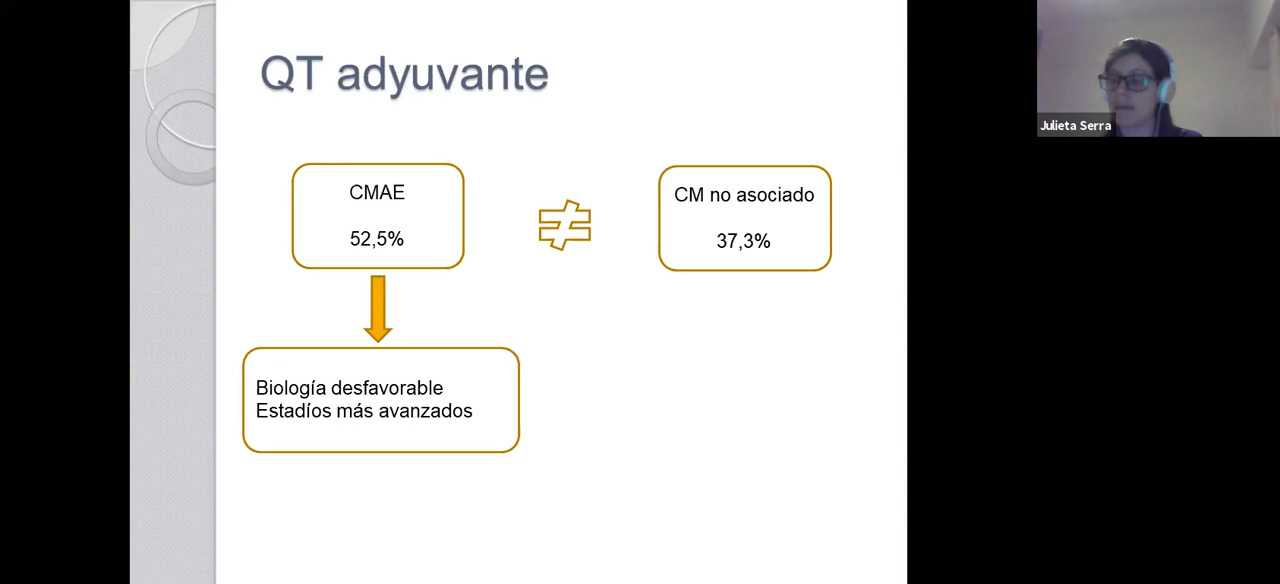 QT adyuvante
CMAE
52,5%
≠
CM no asociado
37,3%
Biología desfavorable
Estadíos más avanzados
Julieta Serra